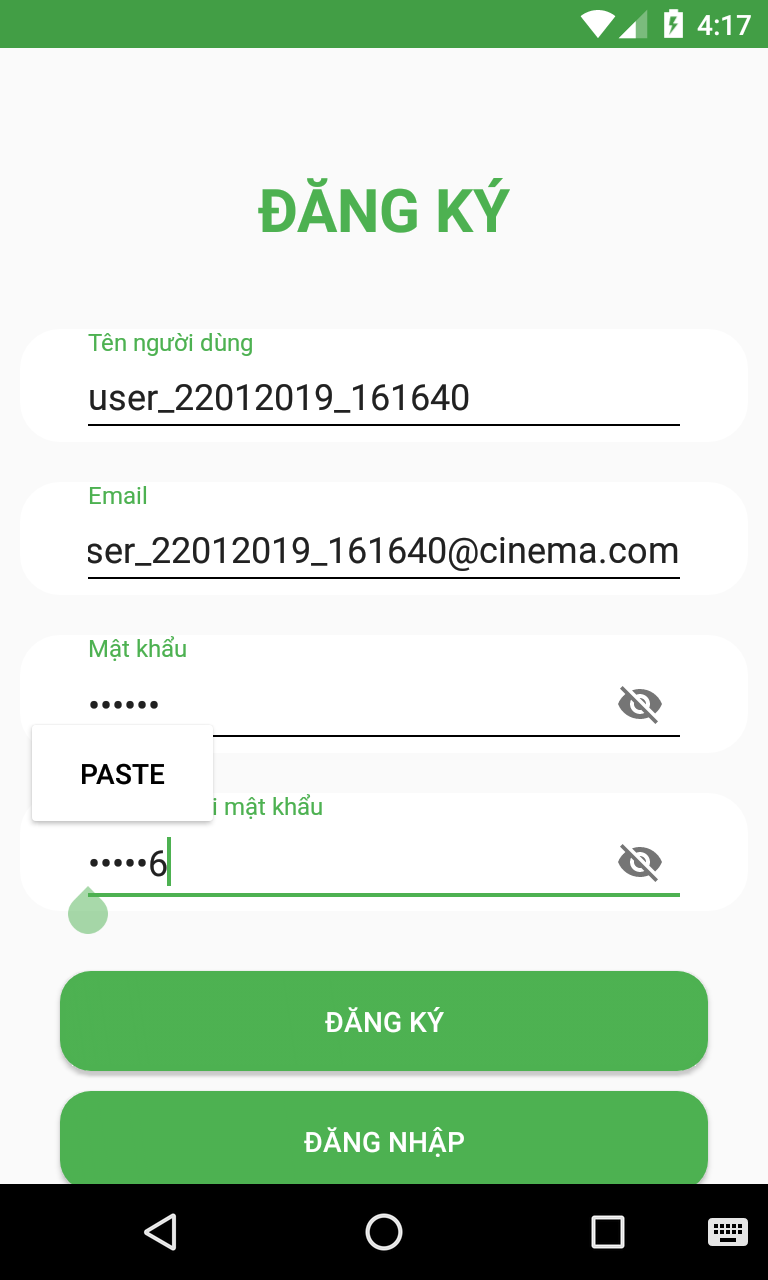 4:17
ĐĂNG KÝ
Tên người dùng
user_22012019_161640
Email
ser_22012019_161640@cinema.com
Mật khẩu
••••••
PASTE
i mật khẩu
•••••6
ĐĂNG KÝ
ĐĂNG NHẬP